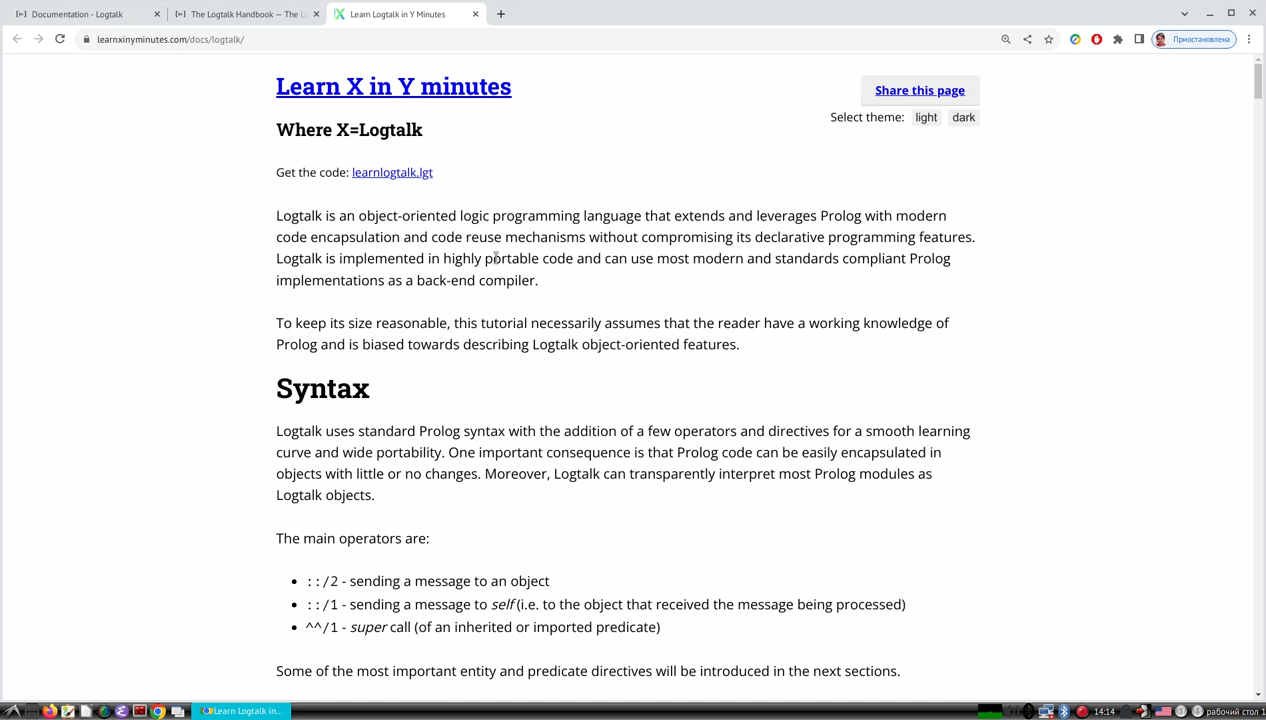 Documentation - Logtalk
The Logtalk Handbook — The L
Learn Logtalk in Y Minutes
learnxinyminutes.com/docs/logtalk/
Приостановлена
Learn X in Y minutes
Share this page
Select theme: light dark
Where X=Logtalk
Get the code: learnlogtalk.lgt
Logtalk is an object-oriented logic programming language that extends and leverages Prolog with modern
code encapsulation and code reuse mechanisms without compromising its declarative programming features.
Logtalk is implemented in highly portable code and can use most modern and standards compliant Prolog
implementations as a back-end compiler.
To keep its size reasonable, this tutorial necessarily assumes that the reader have a working knowledge of
Prolog and is biased towards describing Logtalk object-oriented features.
Syntax
Logtalk uses standard Prolog syntax with the addition of a few operators and directives for a smooth learning
curve and wide portability. One important consequence is that Prolog code can be easily encapsulated in
objects with little or no changes. Moreover, Logtalk can transparently interpret most Prolog modules as
Logtalk objects.
The main operators are:
• ::/2 - sending a message to an object
• ::/1 - sending a message to self (i.e. to the object that received the message being processed)
• ^^/1 - super call (of an inherited or imported predicate)
Some of the most important entity and predicate directives will be introduced in the next sections.
Learn Logtalk in...
14:14
рабочий стол 1